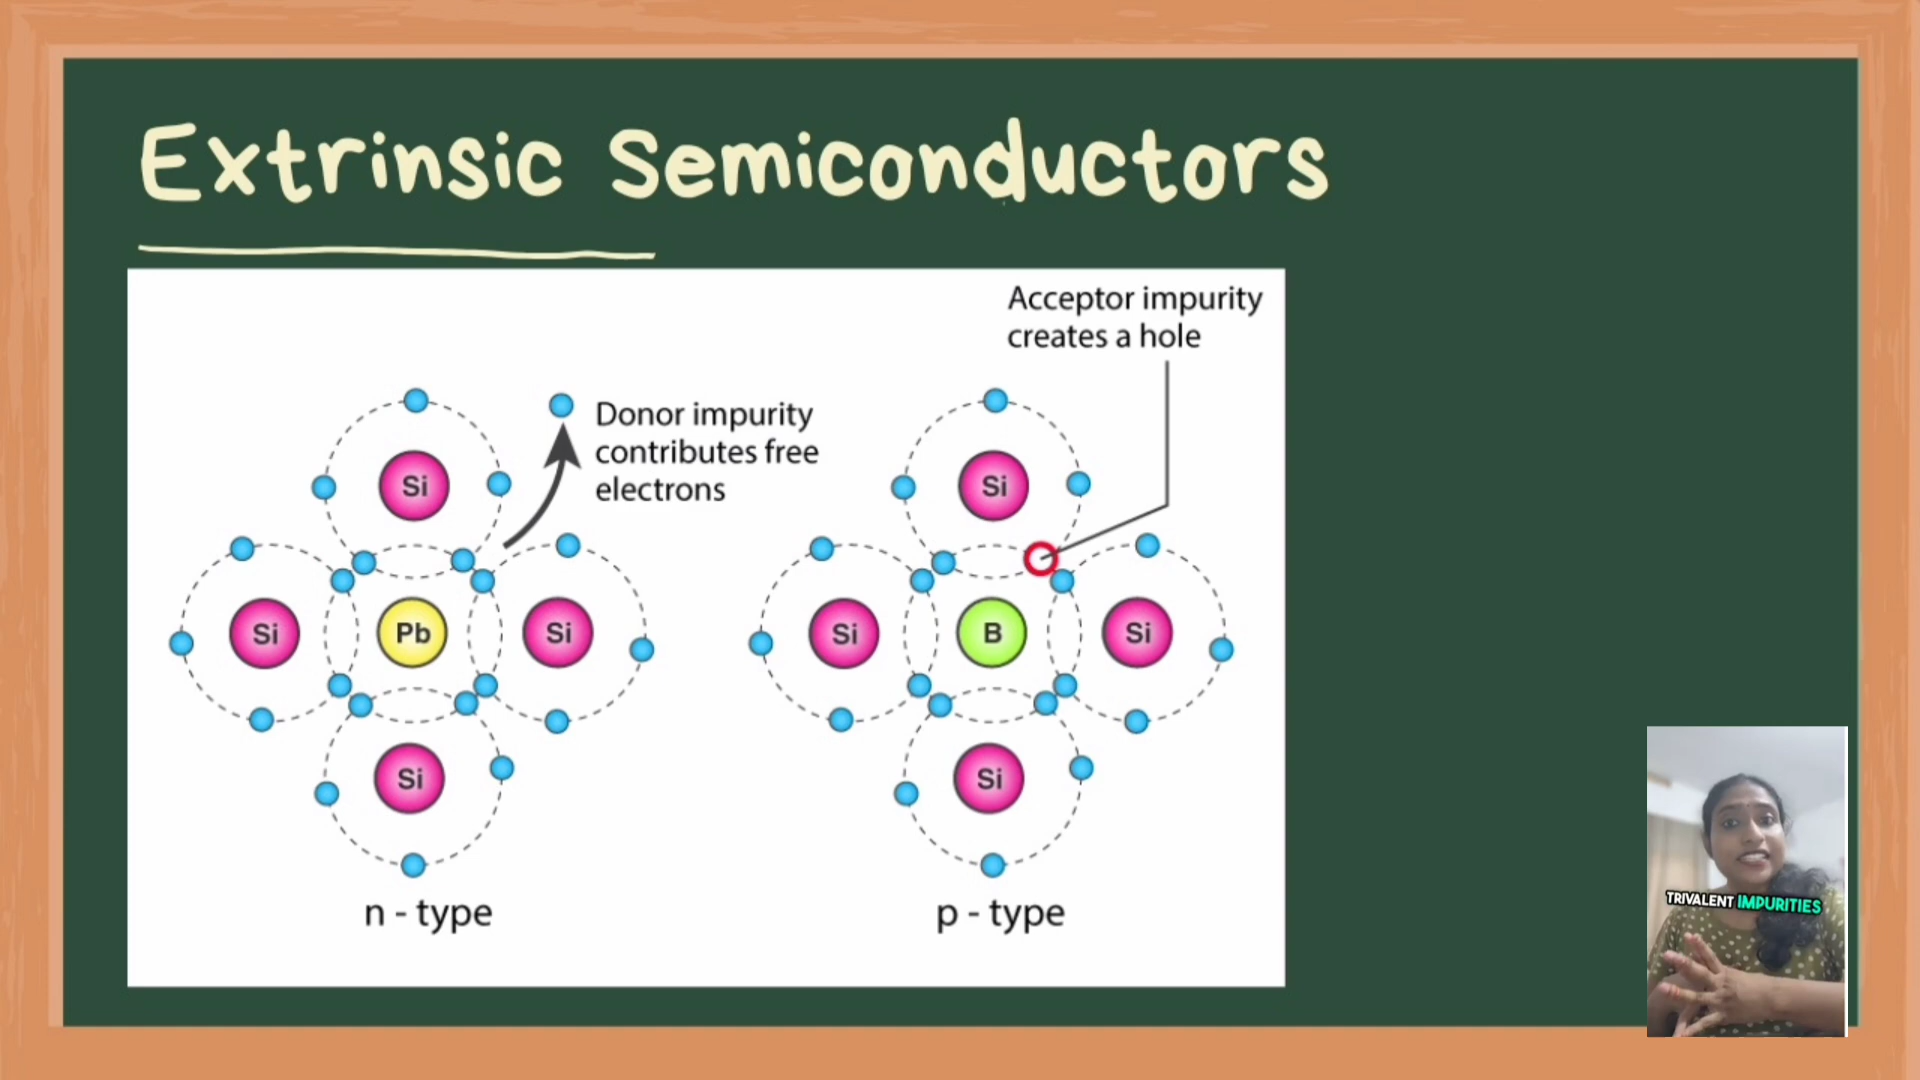 Extrinsic Semiconductors
Acceptor impurity
creates a hole
Donor impurity
contributes free
electrons
Si
Si
Si
Pb
Si
Si
Si
B
Si
Si
n - type
p - type
TRIVALENT IMPURITIES